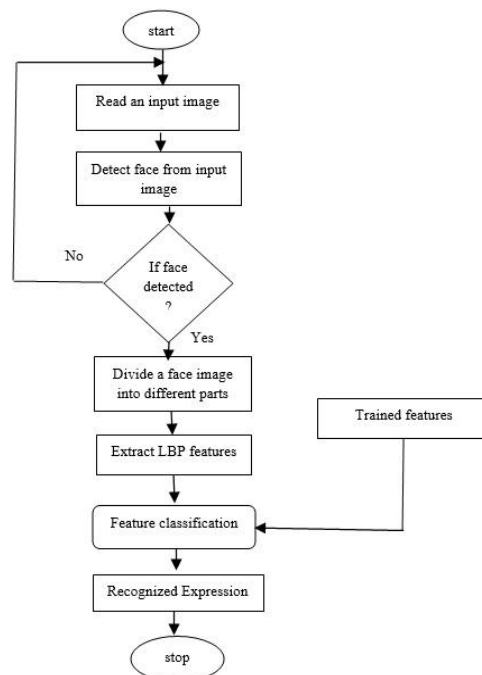 start
Read an input image
Detect face from input
image
No
If face
detected
?
Yes
Divide a face image
into different parts
Trained features
Extract LBP features
Feature classification
Recognized Expression
stop